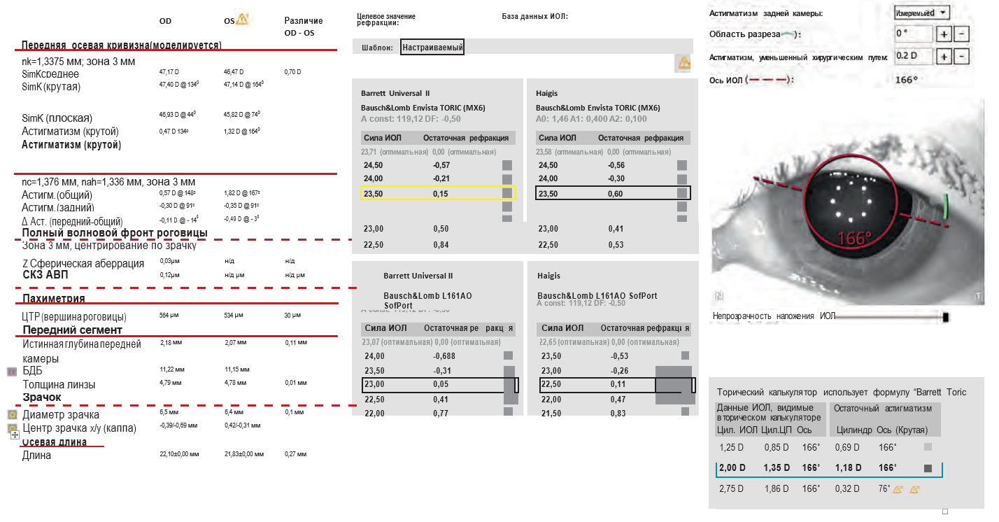 OD OS Различие
OD - OS
Передняя осевая кривизна(моделируется)
nk=1,3375 мм; зона 3 мм
SimKсреднее 47,17 D 46,47 D 0,70 D
SimK (крутая) 47,40 D @ 134⁰ 47,14 D @ 164⁰
SimK (плоская) 46,93 D @ 44⁰ 45,82 D @ 74⁰
Астигматизм (крутой) 0,47 D 134º 1,32 D @ 164⁰
Астигматизм (крутой)
nc=1,376 мм, nah=1,336 мм, зона 3 мм
Астигм.(общий) 0,57 D @ 148º 1,82 D @ 167º
Астигм.(задний) -0,30 D @ 91º -0,35 D @ 91º
Δ Аст. (передний-общий) -0,11 D @ - 14⁰ -0,49 D @ - 3⁰
Полный волновой фронт роговицы
Зона 3 мм, центрирование по зрачку
Z Сферическая аберрация 0,03μм н/д н/д
СКЗ АВП 0,12μм н/д μм н/д μм
Пахиметрия
ЦТР (вершина роговицы) 564 μм 534 μм 30 μм
Передний сегмент
Истинная глубина передней 2,18 мм 2,07 мм 0,11 мм
камеры
БДБ 11,22 мм 11,15 мм
Толщина линзы 4,79 мм 4,78 мм 0,01 мм
Зрачок
Диаметр зрачка 6,5 мм 6,4 мм 0,1 мм
Центр зрачка x/y (каппа) -0,39/-0,69 мм 0,42/-0,31 мм
Осевая длина
Длина 22,10±0,00 мм 21,83±0,00 мм 0,27 мм
Целевое значение
рефракции:
База данных ИОЛ:
Шаблон: Настраиваемый
Barrett Universal II
Bausch&Lomb Envista TORIC (MX6)
A const: 119,12 DF: -0,50
Сила ИОЛ Остаточная рефракция
23,71 (оптимальная) 0,00 (оптимальная)
24,50 -0,57
24,00 -0,21
23,50 0,15
23,00 0,50
22,50 0,84
Haigis
Bausch&Lomb Envista TORIC (MX6)
A0: 1,46 A1: 0,400 A2: 0,100
Сила ИОЛ Остаточная рефракция
23,58 (оптимальная) 0,00 (оптимальная)
24,50 -0,56
24,00 -0,30
23,50 0,60
23,00 0,41
22,50 0,53
Barrett Universal II
Bausch&Lomb L161AO
SofPort
A const: 119,12 DF: -0,50
Сила ИОЛ Остаточная ре ракц я
23,07 (оптимальная) 0,00 (оптимальная)
24,00 -0,688
23,50 -0,31
23,00 0,05
22,50 0,41
22,00 0,77
Haigis
Bausch&Lomb L161AO SofPort
A const: 119,12 DF: -0,50
Сила ИОЛ Остаточная рефракци я
22,65 (оптимальная) 0,00 (оптимальная)
23,50 -0,53
23,00 -0,26
22,50 0,11
22,00 0,47
21,50 0,83
Астигматизм задней камеры: Измеряемый
Область разреза ): 0 ° + -
Астигматизм, уменьшенный хирургическим путем: 0.2 D + -
Ось ИОЛ ( ): 166°
166°
N T
Непрозрачность наложения ИОЛ
Торический калькулятор использует формулу “Barrett Toric
Данные ИОЛ, видимые Остаточный астигматизм
в торическом калькуляторе
Цил. ИОЛ Цил.ЦП Ось Цилиндр Ось (Крутая)
1,25 D 0,85 D 166° 0,69 D 166°
2,00 D 1,35 D 166° 1,18 D 166°
2,75 D 1,86 D 166° 0,32 D 76°